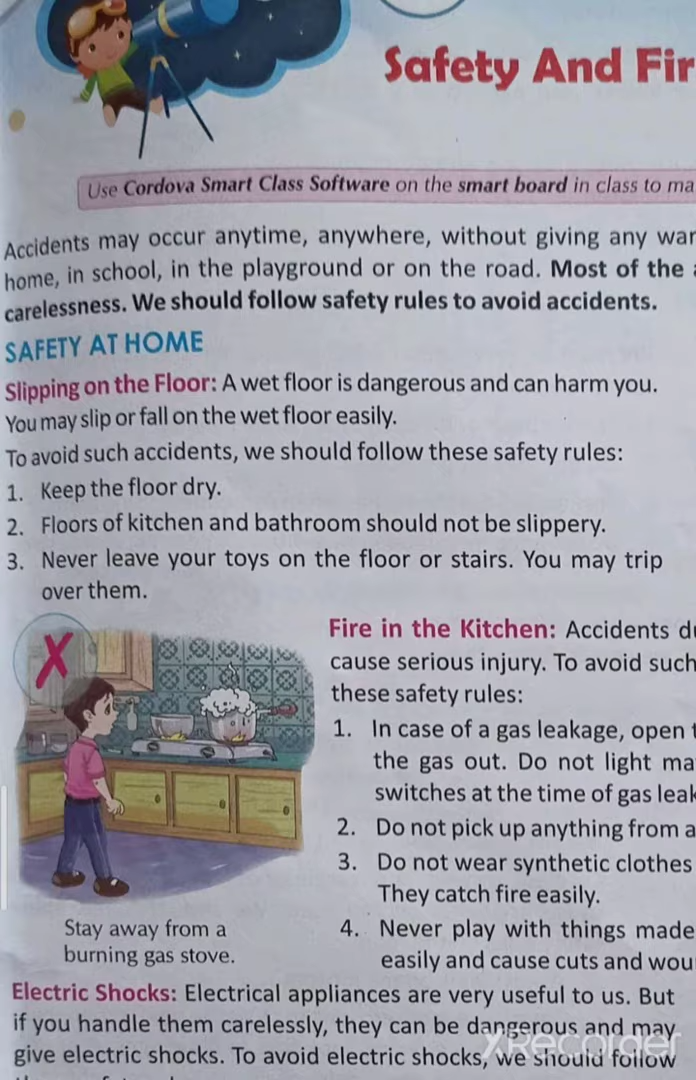 Safety And Fir
Use Cordova Smart Class Software on the smart board in class to ma
Accidents may occur anytime, anywhere, without giving any war
home, in school, in the playground or on the road. Most of the
carelessness. We should follow safety rules to avoid accidents.
SAFETY AT HOME
Slipping on the Floor: A wet floor is dangerous and can harm you.
You may slip or fall on the wet floor easily.
To avoid such accidents, we should follow these safety rules:
1. Keep the floor dry.
2. Floors of kitchen and bathroom should not be slippery.
3. Never leave your toys on the floor or stairs. You may trip
over them.
X
Stay away from a
burning gas stove.
Fire in the Kitchen: Accidents du
cause serious injury. To avoid such
these safety rules:
1. In case of a gas leakage, open t
the gas out. Do not light ma
switches at the time of gas leak
2. Do not pick up anything from a
3. Do not wear synthetic clothes
They catch fire easily.
4. Never play with things made
easily and cause cuts and wou
Electric Shocks: Electrical appliances are very useful to us. But
if you handle them carelessly, they can be dangerous and may
give electric shocks. To avoid electric shocks, we should follow
XRecorder